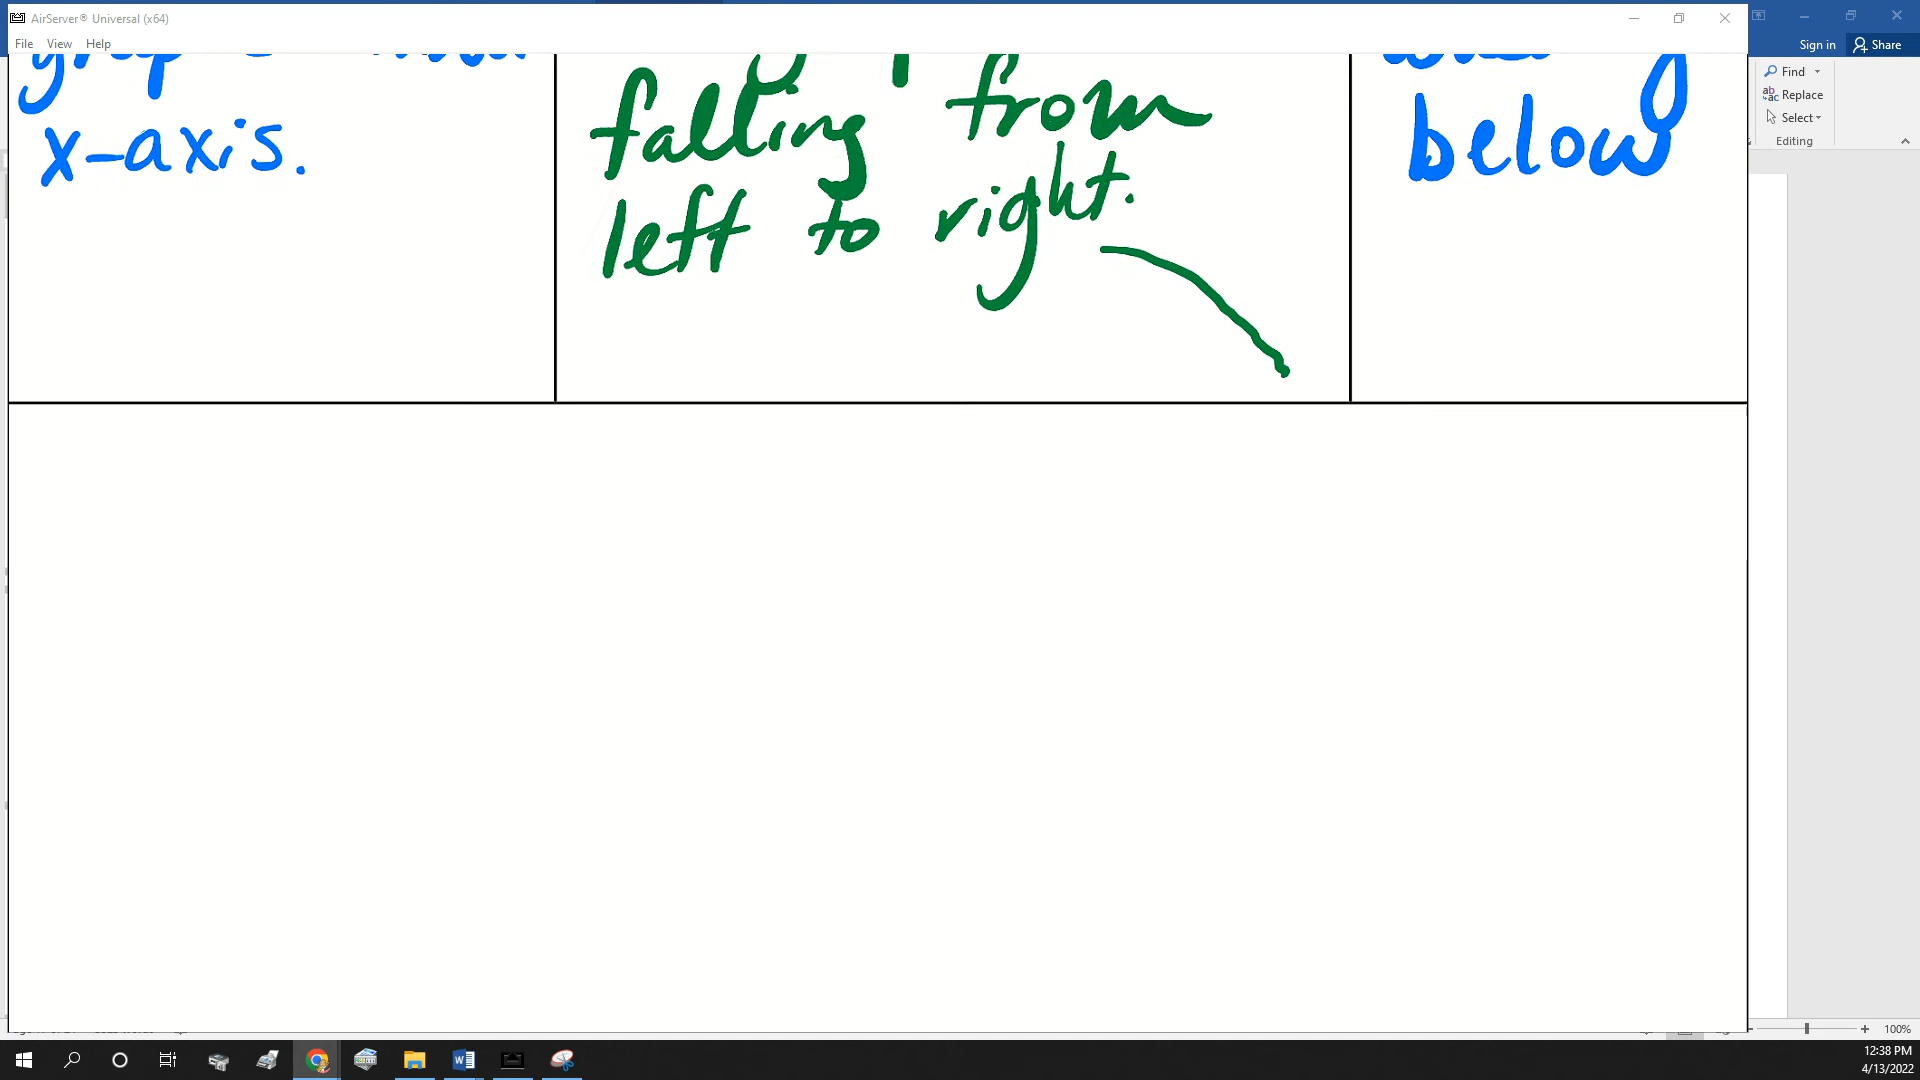 AirServer® Universal (x64)
File View Help
Sign in Share
Find
Replace
Select
Editing
x-axis.
falling from
left to right.
below
100%
12:38 PM
4/13/2022